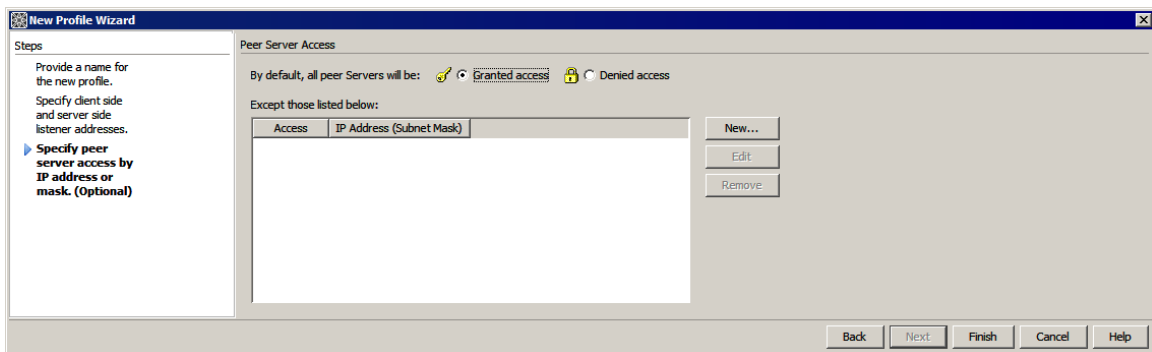 New Profile Wizard
Steps
Provide a name for
the new profile.
Specify client side
and server side
listener addresses.
Specify peer
server access by
IP address or
mask. (Optional)
Peer Server Access
By default, all peer Servers will be: Granted access Denied access
Except those listed below:
Access IP Address (Subnet Mask)
New...
Edit
Remove
Back Next Finish Cancel Help